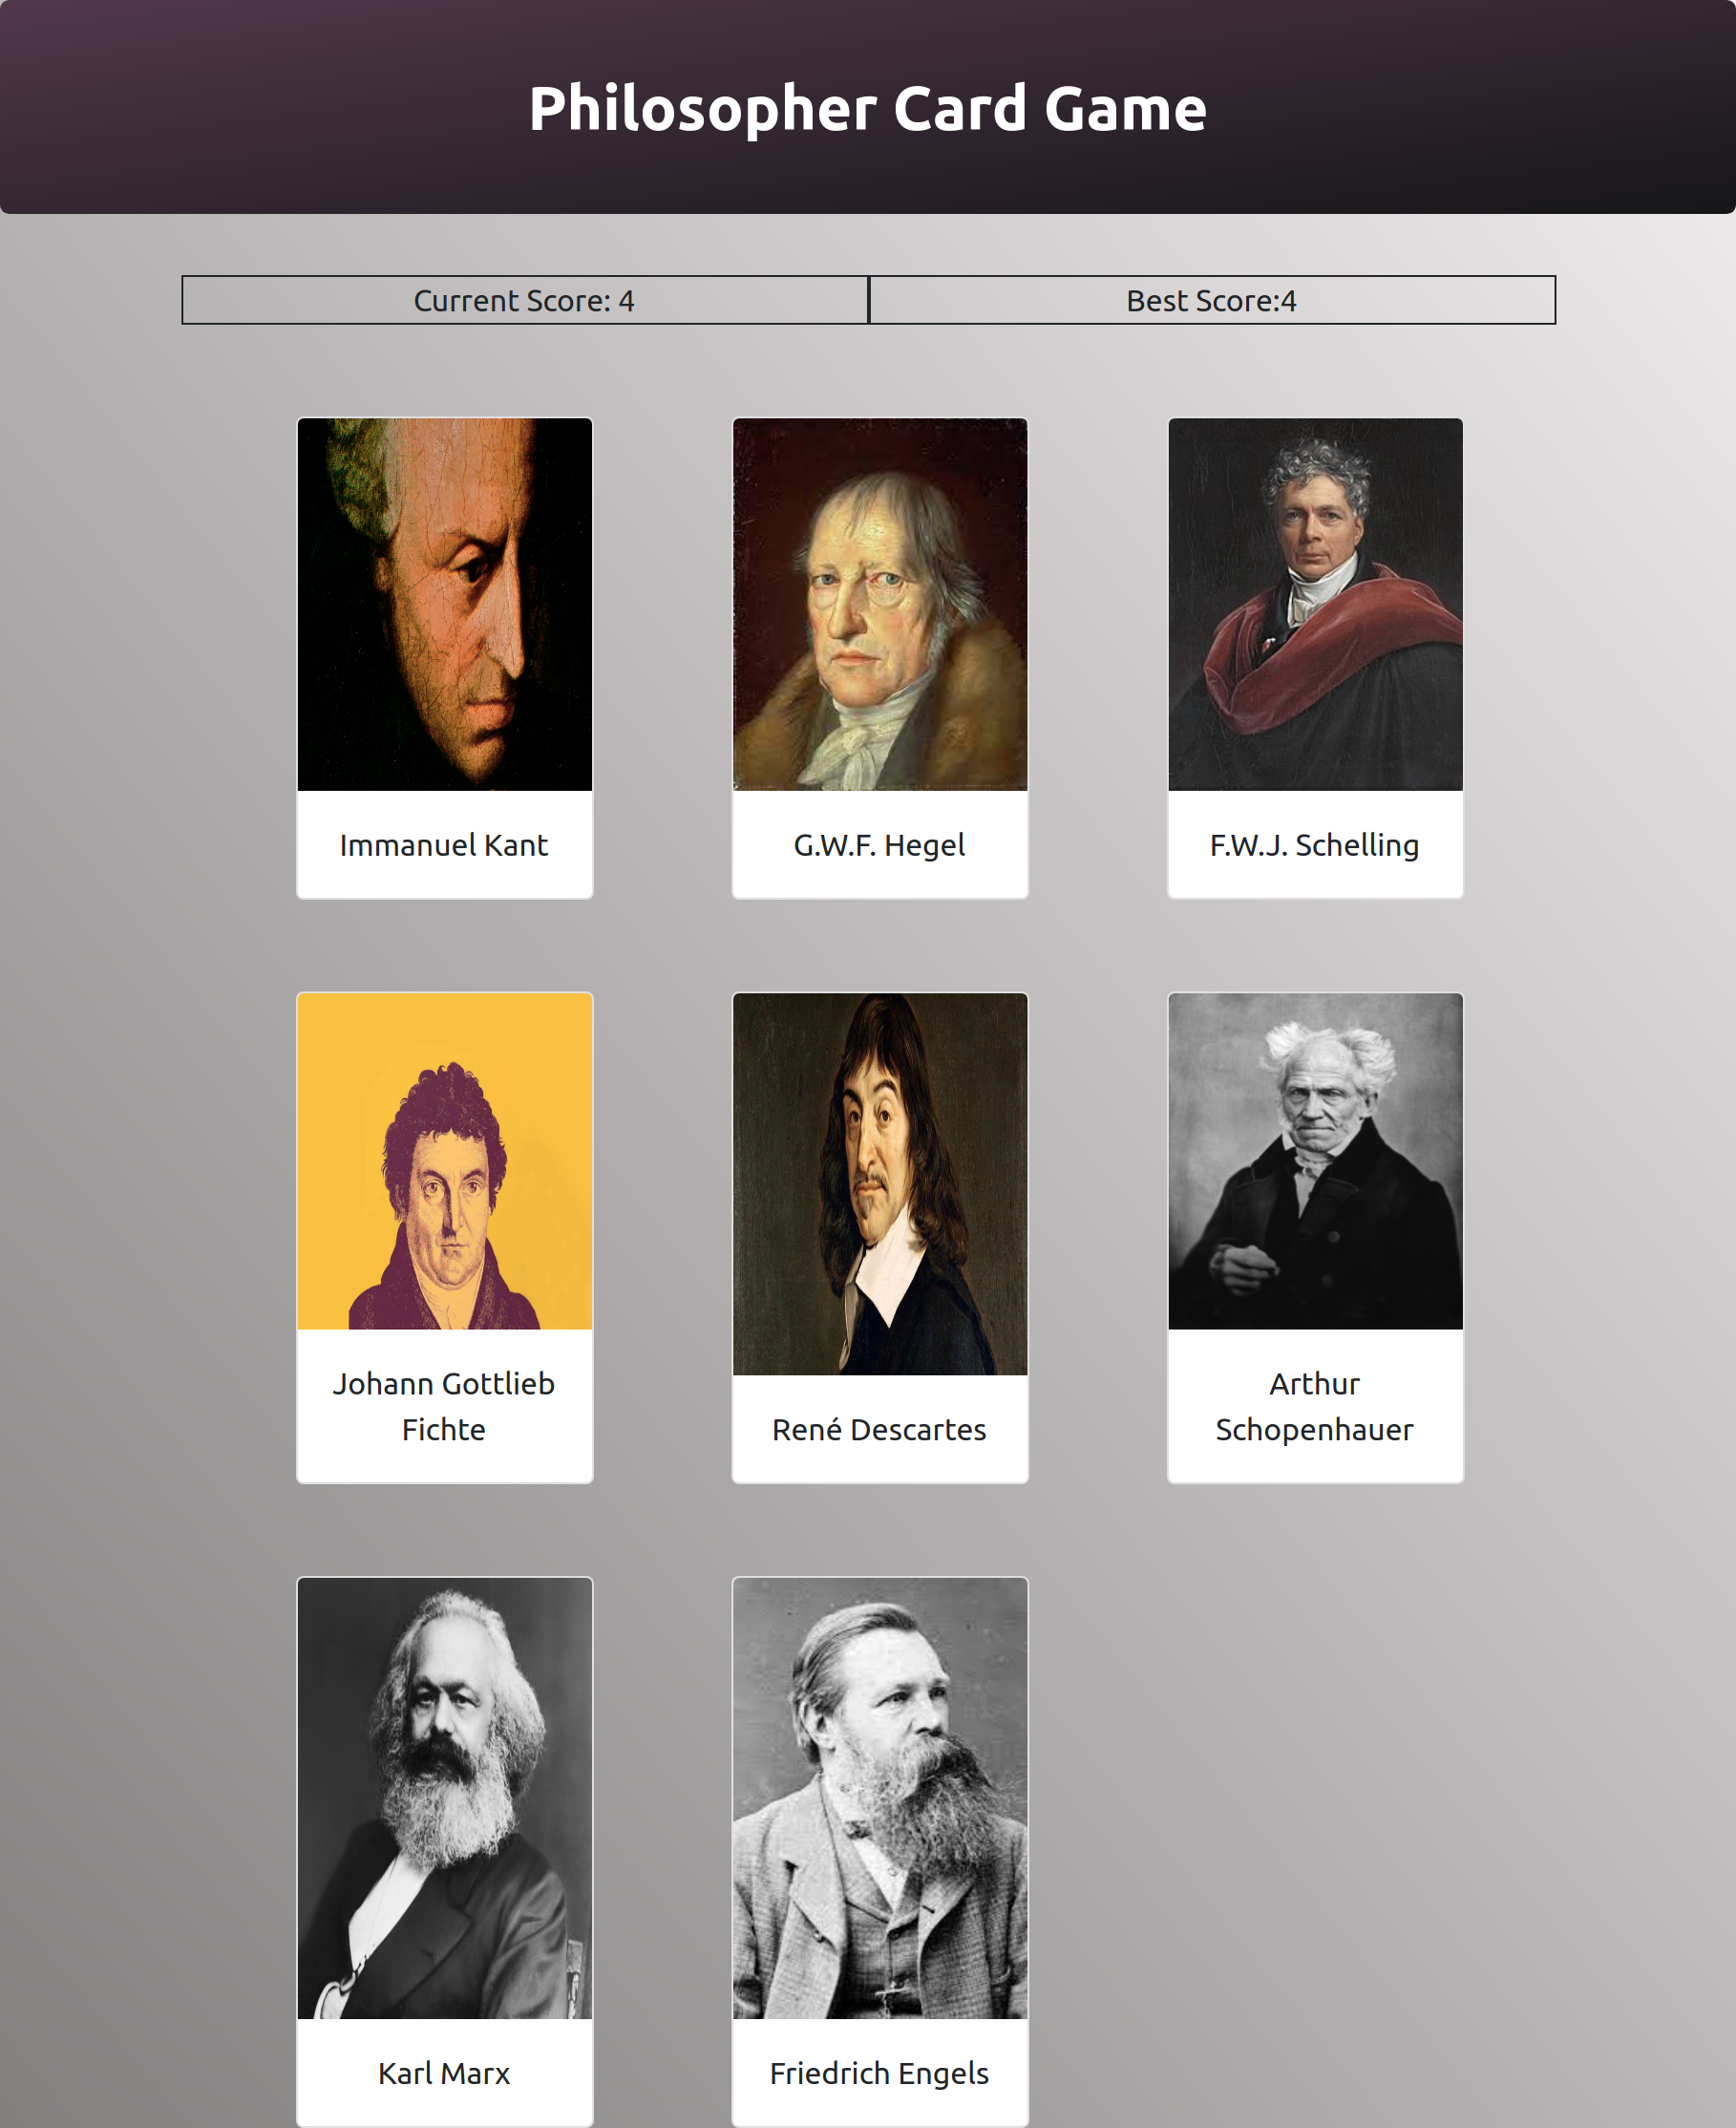 Philosopher Card Game
Current Score: 4
Best Score:4
Immanuel Kant
G.W.F. Hegel
F.W.J. Schelling
Johann Gottlieb
Fichte
René Descartes
Arthur
Schopenhauer
Karl Marx
Friedrich Engels